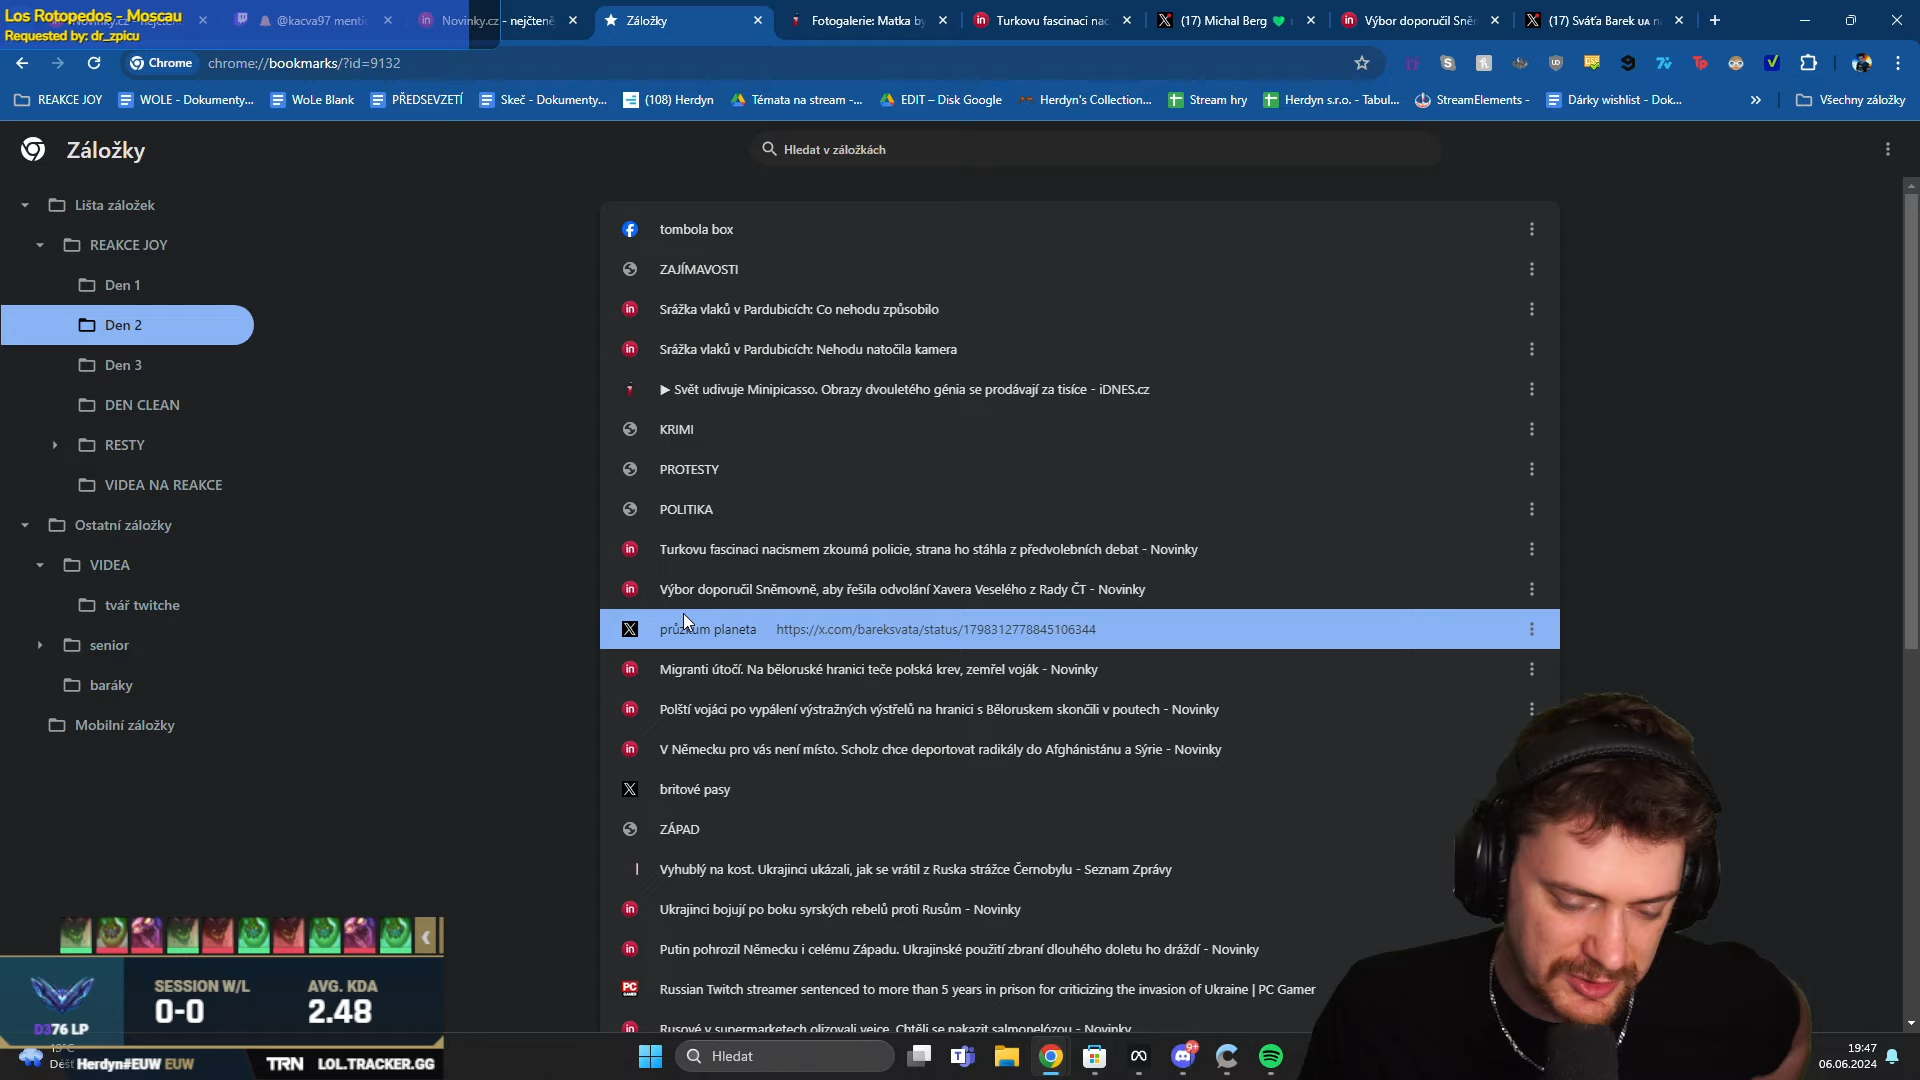 Los Rotopedos - Moscau
Requested by: dr_zpicu
@kacva97 mentio
Novinky.cz - nejčtene
Záložky
Fotogalerie: Matka by
Turkovu fascinaci nac
(17) Michal Berg 💚
Výbor doporučil Sněm
(17) Sváťa Barek UA n
Chrome
chrome://bookmarks/?id=9132
REAKCE JOY
WOLE - Dokumenty...
WoLe Blank
PŘEDSEVZETÍ
Skeč - Dokumenty...
(108) Herdyn
Témata na stream -...
EDIT – Disk Google
Herdyn's Collection...
Stream hry
Herdyn s.r.o. - Tabul...
StreamElements -
Dárky wishlist - Dok...
»
Všechny záložky
Záložky
Hledat v záložkách
Lišta záložek
REAKCE JOY
Den 1
Den 2
Den 3
DEN CLEAN
RESTY
VIDEA NA REAKCE
Ostatní záložky
VIDEA
tvář twitche
senior
baráky
Mobilní záložky
tombola box
ZAJÍMAVOSTI
Srážka vlaků v Pardubicích: Co nehodu způsobilo
Srážka vlaků v Pardubicích: Nehodu natočila kamera
▶ Svět udivuje Minipicasso. Obrazy dvouletého génia se prodávají za tisíce - iDNES.cz
KRIMI
PROTESTY
POLITIKA
Turkovu fascinaci nacismem zkoumá policie, strana ho stáhla z předvolebních debat - Novinky
Výbor doporučil Sněmovně, aby řešila odvolání Xavera Veselého z Rady ČT - Novinky
průzkum planeta https://x.com/bareksvata/status/1798312778845106344
Migranti útočí. Na běloruské hranici teče polská krev, zemřel voják - Novinky
Polští vojáci po vypálení výstražných výstřelů na hranici s Běloruskem skončili v poutech - Novinky
V Německu pro vás není místo. Scholz chce deportovat radikály do Afghánistánu a Sýrie - Novinky
britové pasy
ZÁPAD
Vyhublý na kost. Ukrajinci ukázali, jak se vrátil z Ruska strážce Černobylu - Seznam Zprávy
Ukrajinci bojují po boku syrských rebelů proti Rusům - Novinky
Putin pohrozil Německu i celému Západu. Ukrajinské použití zbraní dlouhého doletu ho dráždí - Novinky
Russian Twitch streamer sentenced to more than 5 years in prison for criticizing the invasion of Ukraine | PC Gamer
Rusové v supermarketech olizovali vejce. Chtěli se nakazit salmonelózou - Novinky
SESSION W/L
0-0
AVG. KDA
2.48
D3 76 LP
Herdyn#EUW EUW
TRN LOL.TRACKER.GG
Hledat
9+
19:47
06.06.2024